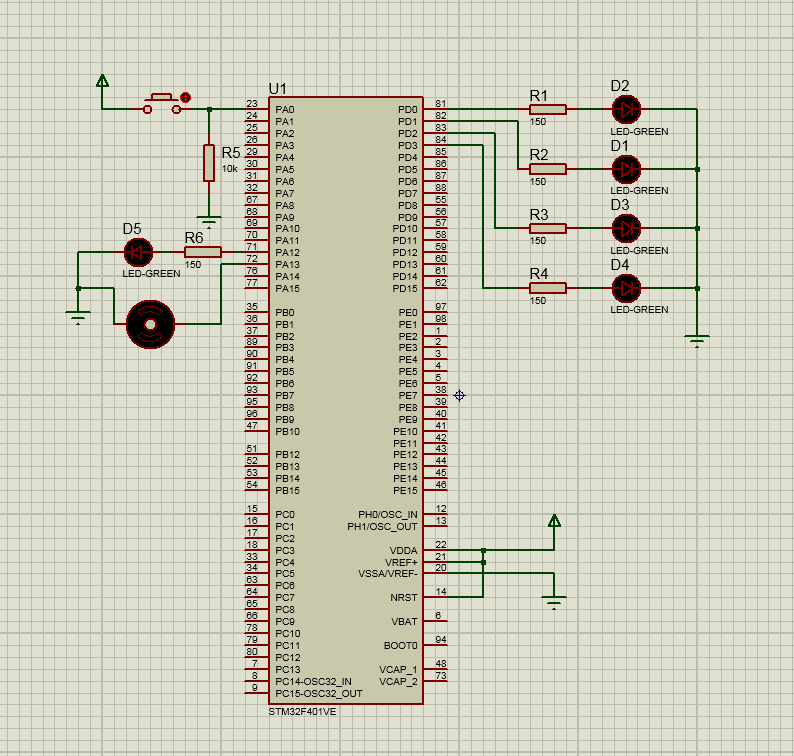 U1
23 PA0
24 PA1
25 PA2
26 PA3
29 PA4
30 PA5
31 PA6
32 PA7
67 PA8
68 PA9
69 PA10
70 PA11
71 PA12
72 PA13
76 PA14
77 PA15
35 PB0
36 PB1
37 PB2
89 PB3
90 PB4
91 PB5
92 PB6
93 PB7
95 PB8
96 PB9
47 PB10
51 PB12
52 PB13
53 PB14
54 PB15
15 PC0
16 PC1
17 PC2
18 PC3
33 PC4
34 PC5
63 PC6
64 PC7
65 PC8
66 PC9
78 PC10
79 PC11
80 PC12
7 PC13
8 PC14-OSC32_IN
9 PC15-OSC32_OUT
PD0 81
PD1 82
PD2 83
PD3 84
PD4 85
PD5 86
PD6 87
PD7 88
PD8 55
PD9 56
PD10 57
PD11 58
PD12 59
PD13 60
PD14 61
PD15 62
PE0 97
PE1 98
PE2 1
PE3 2
PE4 3
PE5 4
PE6 5
PE7 38
PE8 39
PE9 40
PE10 41
PE11 42
PE12 43
PE13 44
PE14 45
PE15 46
PH0/OSC_IN 12
PH1/OSC_OUT 13
VDDA 22
VREF+ 21
VSSA/VREF- 20
NRST 14
VBAT 6
BOOT0 94
VCAP_1 48
VCAP_2 73
STM32F401VE
R5
10k
D5
LED-GREEN
R6
150
R1
150
D2
LED-GREEN
R2
150
D1
LED-GREEN
R3
150
D3
LED-GREEN
R4
150
D4
LED-GREEN